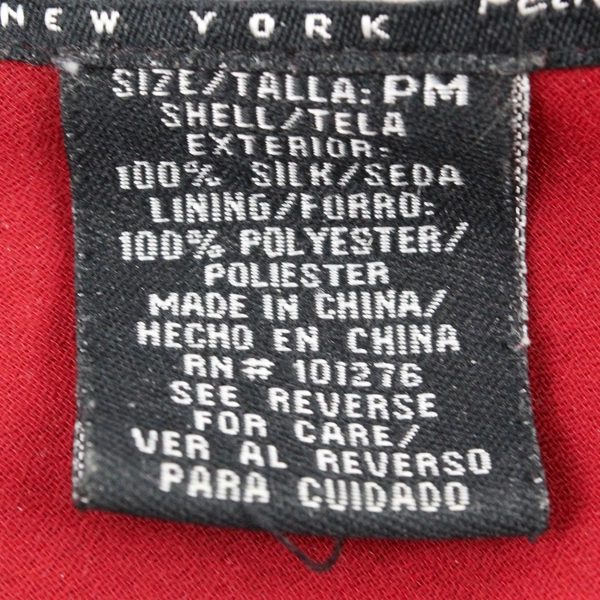 NEW YORK
SIZE/TALLA: PM
SHELL/TELA
EXTERIOR:
100% SILK/SEDA
LINING/FORRO:
100% POLYESTER/
POLIESTER
MADE IN CHINA/
HECHO EN CHINA
RN# 101276
SEE REVERSE
FOR CARE/
VER AL REVERSO
PARA CUIDADO